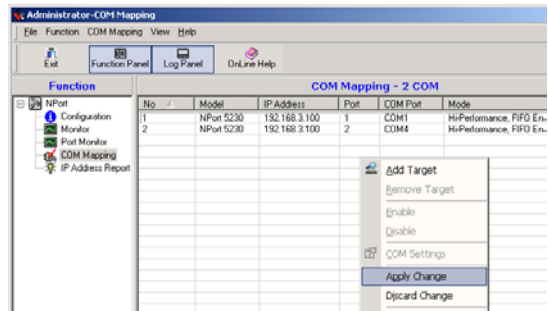 Administrator-COM Mapping
File Function COM Mapping View Help
Exit Function Panel Log Panel OnLine Help
Function COM Mapping - 2 COM
NPort
Configuration
Monitor
Port Monitor
COM Mapping
IP Address Report
No Model IP Address Port COM Port Mode
1 NPort 5230 192.168.3.100 1 COM1 Hi-Performance, FIFO En...
2 NPort 5230 192.168.3.100 2 COM4 Hi-Performance, FIFO En...
Add Target
Remove Target
Enable
Disable
COM Settings
Apply Change
Discard Change